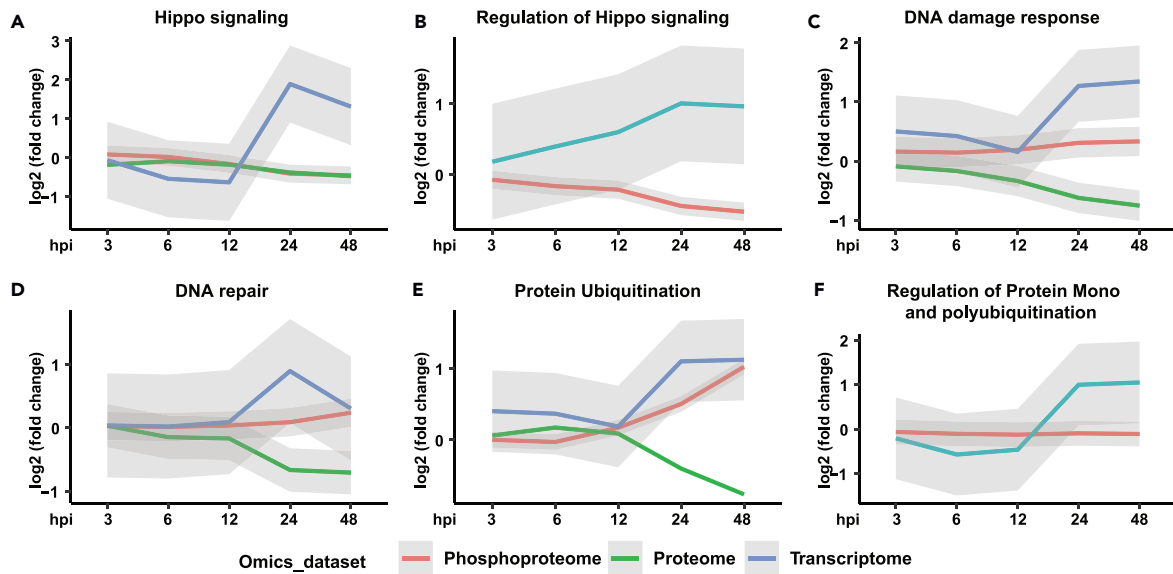 A Hippo signaling
log2 (fold change)
3
2
1
0
−1
hpi 3 6 12 24 48
B Regulation of Hippo signaling
log2 (fold change)
1
0
hpi 3 6 12 24 48
C DNA damage response
log2 (fold change)
2
1
0
−1
hpi 3 6 12 24 48
D DNA repair
log2 (fold change)
1
0
−1
hpi 3 6 12 24 48
E Protein Ubiquitination
log2 (fold change)
1
0
hpi 3 6 12 24 48
F Regulation of Protein Mono
and polyubiquitination
log2 (fold change)
2
1
0
−1
hpi 3 6 12 24 48
Omics_dataset Phosphoproteome Proteome Transcriptome